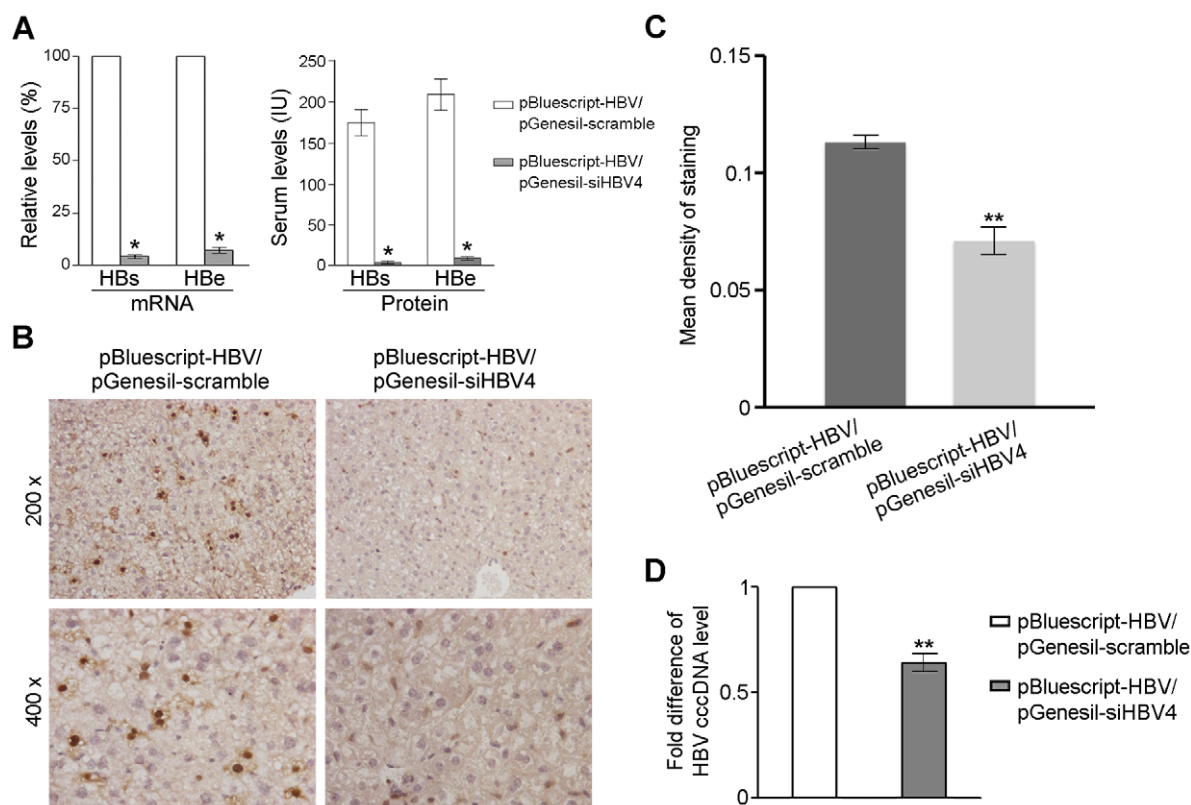 A
Relative levels (%)
100
75
50
25
0
*
*
HBs
HBe
mRNA
Serum levels (IU)
250
200
150
100
50
0
*
*
HBs
HBe
Protein
pBluescript-HBV/
pGenesil-scramble
pBluescript-HBV/
pGenesil-siHBV4
B
pBluescript-HBV/
pGenesil-scramble
pBluescript-HBV/
pGenesil-siHBV4
200 x
400 x
C
Mean density of staining
0.15
0.1
0.05
0
**
pBluescript-HBV/
pGenesil-scramble
pBluescript-HBV/
pGenesil-siHBV4
D
Fold difference of
HBV cccDNA level
1
0.5
0
**
pBluescript-HBV/
pGenesil-scramble
pBluescript-HBV/
pGenesil-siHBV4